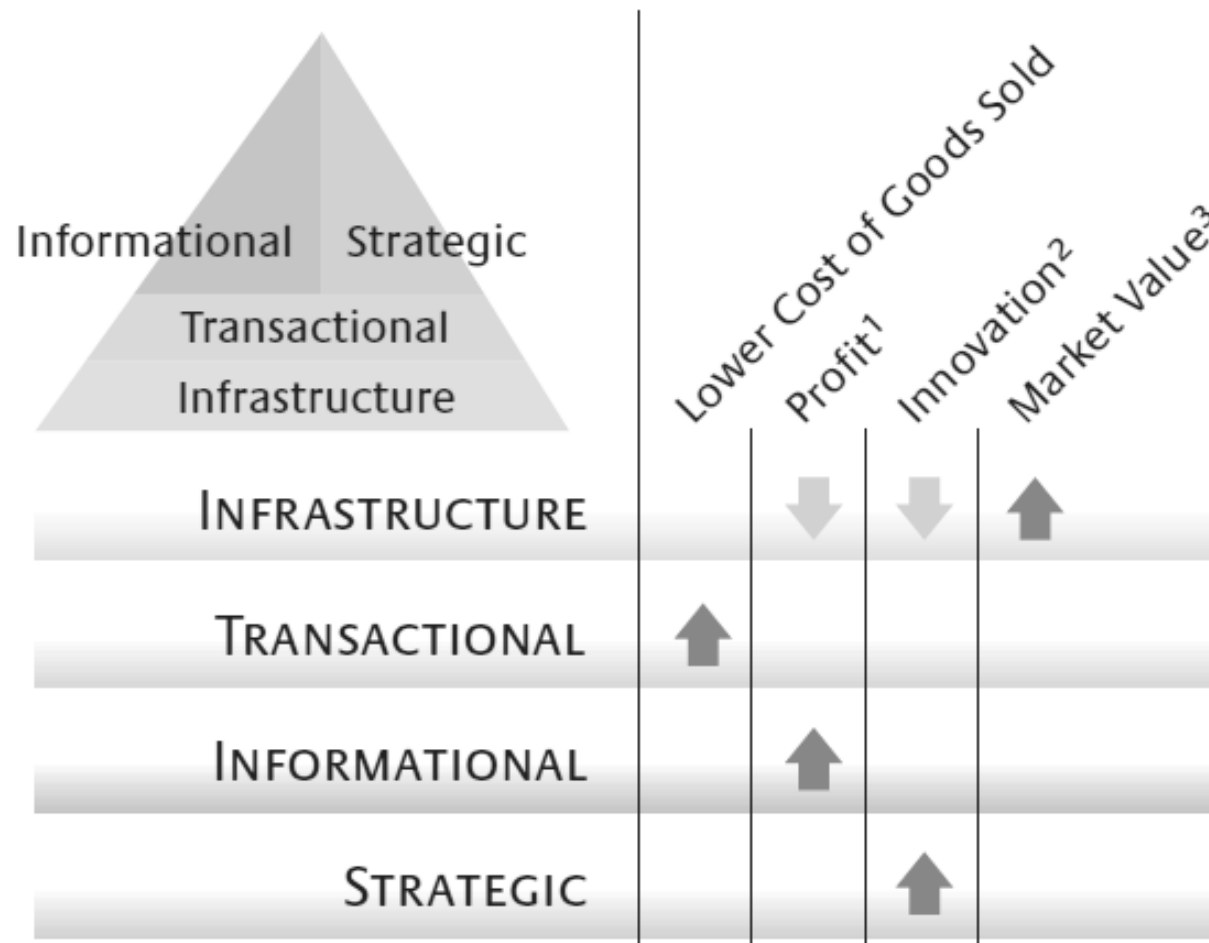 Informational
Strategic
Transactional
Infrastructure
Lower Cost of Goods Sold
Profit¹
Innovation²
Market Value³
INFRASTRUCTURE
TRANSACTIONAL
INFORMATIONAL
STRATEGIC